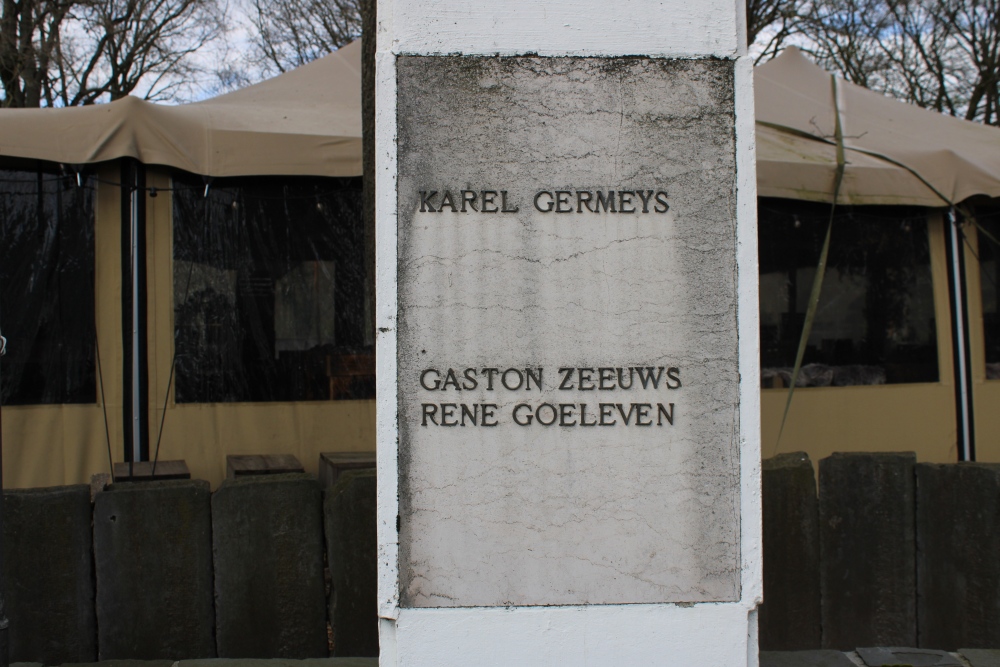 KAREL GERMEYS
GASTON ZEEUWS
RENE GOELEVEN